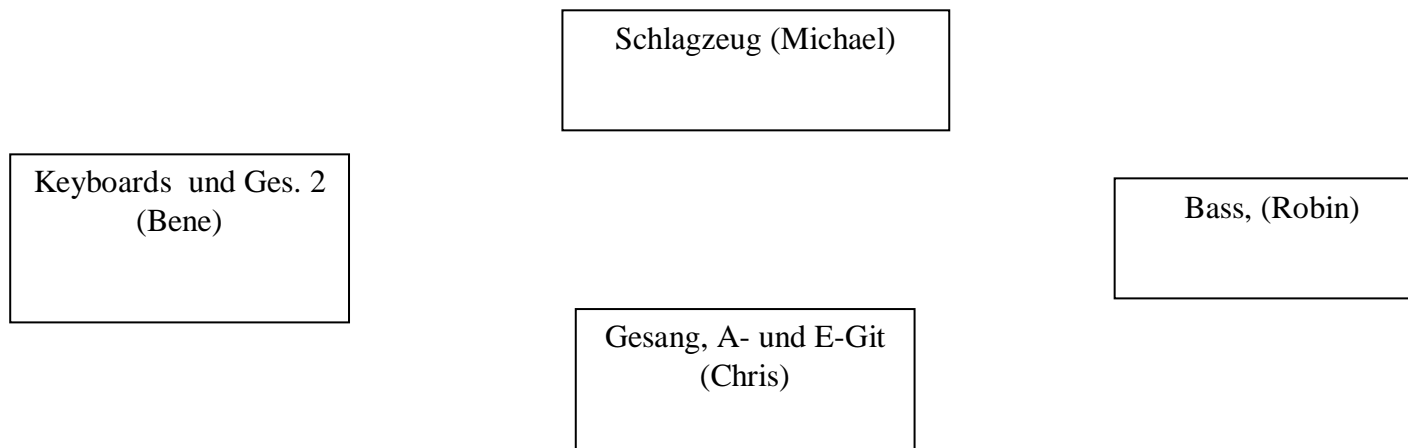 Schlagzeug (Michael)
Keyboards  und Ges. 2
(Bene)
Bass, (Robin)
Gesang, A- und E-Git
(Chris)